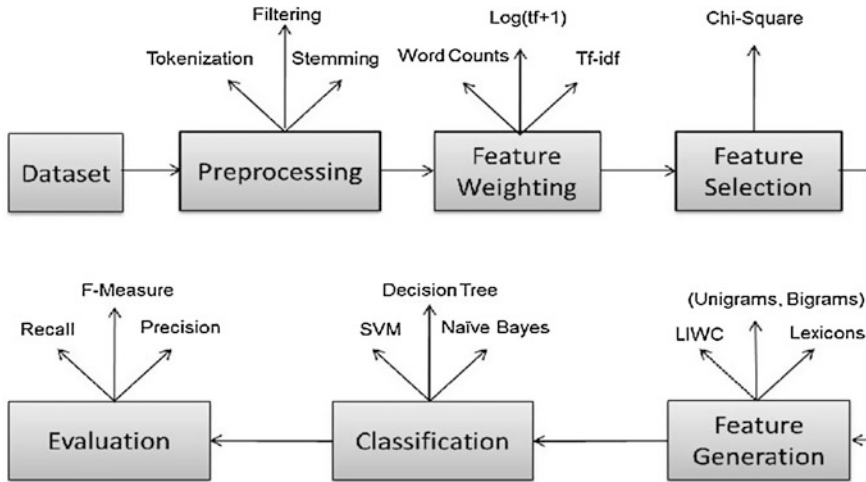 Filtering
Tokenization
Stemming
Log(tf+1)
Word Counts
Tf-idf
Chi-Square
Dataset
Preprocessing
Feature
Weighting
Feature
Selection
F-Measure
Recall
Precision
Decision Tree
SVM
Naïve Bayes
(Unigrams, Bigrams)
LIWC
Lexicons
Evaluation
Classification
Feature
Generation